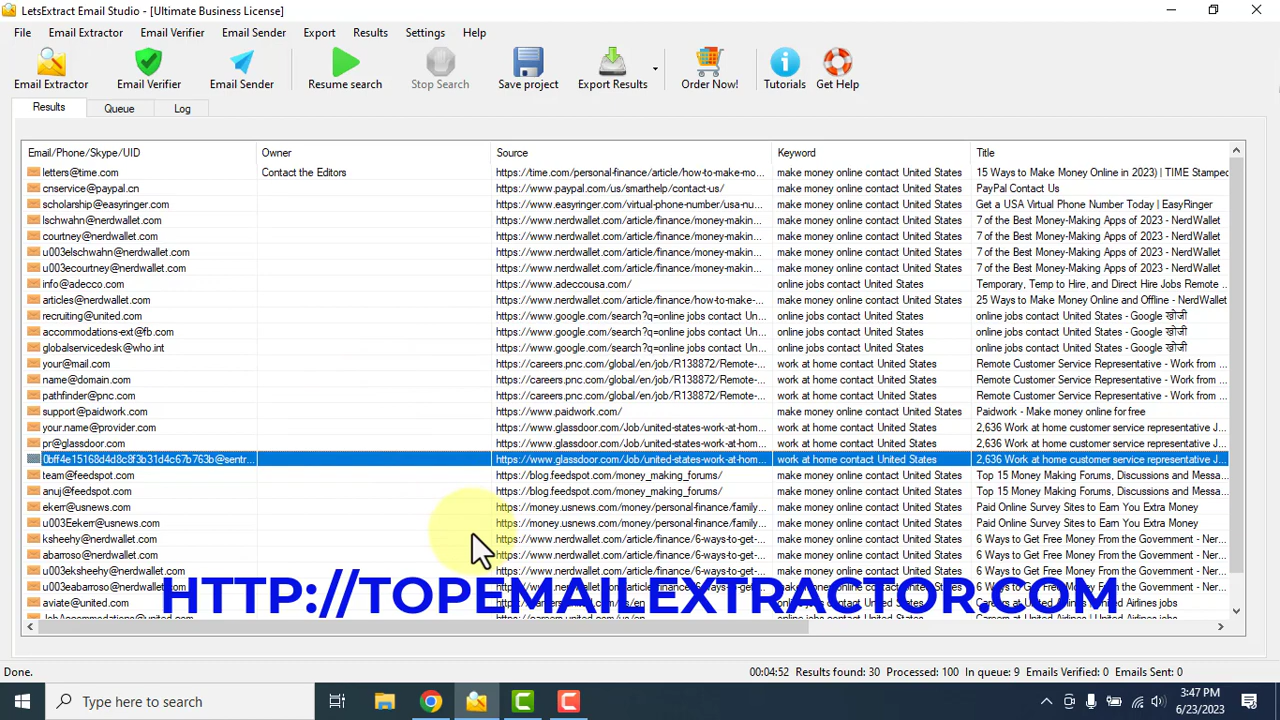 LetsExtract Email Studio - [Ultimate Business License]
File Email Extractor Email Verifier Email Sender Export Results Settings Help
Email Extractor Email Verifier Email Sender Resume search Stop Search Save project Export Results Order Now! Tutorials Get Help
Results Queue Log
Email/Phone/Skype/UID Owner Source Keyword Title
letters@time.com Contact the Editors https://time.com/personal-finance/article/how-to-make-mo... make money online contact United States 15 Ways to Make Money Online in 2023) | TIME Stamped
cnservice@paypal.cn https://www.paypal.com/us/smarthelp/contact-us/ make money online contact United States PayPal Contact Us
scholarship@easyringer.com https://www.easyringer.com/virtual-phone-number/usa-nu... make money online contact United States Get a USA Virtual Phone Number Today | EasyRinger
lschwahn@nerdwallet.com https://www.nerdwallet.com/article/finance/money-makin... make money online contact United States 7 of the Best Money-Making Apps of 2023 - NerdWallet
courtney@nerdwallet.com https://www.nerdwallet.com/article/finance/money-makin... make money online contact United States 7 of the Best Money-Making Apps of 2023 - NerdWallet
u003elschwahn@nerdwallet.com https://www.nerdwallet.com/article/finance/money-makin... make money online contact United States 7 of the Best Money-Making Apps of 2023 - NerdWallet
u003ecourtney@nerdwallet.com https://www.nerdwallet.com/article/finance/money-makin... make money online contact United States 7 of the Best Money-Making Apps of 2023 - NerdWallet
info@adecco.com https://www.adeccousa.com/ online jobs contact United States Temporary, Temp to Hire, and Direct Hire Jobs Remote ...
articles@nerdwallet.com https://www.nerdwallet.com/article/finance/how-to-make-... make money online contact United States 25 Ways to Make Money Online and Offline - NerdWallet
recruiting@united.com https://www.google.com/search?q=online jobs contact Un... online jobs contact United States online jobs contact United States - Google खोजी
accommodations-ext@fb.com https://www.google.com/search?q=online jobs contact Un... online jobs contact United States online jobs contact United States - Google खोजी
globalservicedesk@who.int https://www.google.com/search?q=online jobs contact Un... online jobs contact United States online jobs contact United States - Google खोजी
your@mail.com https://careers.pnc.com/global/en/job/R138872/Remote-... work at home contact United States Remote Customer Service Representative - Work from ...
name@domain.com https://careers.pnc.com/global/en/job/R138872/Remote-... work at home contact United States Remote Customer Service Representative - Work from ...
pathfinder@pnc.com https://careers.pnc.com/global/en/job/R138872/Remote-... work at home contact United States Remote Customer Service Representative - Work from ...
support@paidwork.com https://www.paidwork.com/ make money online contact United States Paidwork - Make money online for free
your.name@provider.com https://www.glassdoor.com/Job/united-states-work-at-hom... work at home contact United States 2,636 Work at home customer service representative J...
pr@glassdoor.com https://www.glassdoor.com/Job/united-states-work-at-hom... work at home contact United States 2,636 Work at home customer service representative J...
0bff4e15168d4d8c8f3b31d4c67b763b@sentr... https://www.glassdoor.com/Job/united-states-work-at-hom... work at home contact United States 2,636 Work at home customer service representative J...
team@feedspot.com https://blog.feedspot.com/money_making_forums/ make money online contact United States Top 15 Money Making Forums, Discussions and Messa...
anuj@feedspot.com https://blog.feedspot.com/money_making_forums/ make money online contact United States Top 15 Money Making Forums, Discussions and Messa...
ekerr@usnews.com https://money.usnews.com/money/personal-finance/family... make money online contact United States Paid Online Survey Sites to Earn You Extra Money
u003Eekerr@usnews.com https://money.usnews.com/money/personal-finance/family... make money online contact United States Paid Online Survey Sites to Earn You Extra Money
ksheehy@nerdwallet.com https://www.nerdwallet.com/article/finance/6-ways-to-get-... make money online contact United States 6 Ways to Get Free Money From the Government - Ner...
abarroso@nerdwallet.com https://www.nerdwallet.com/article/finance/6-ways-to-get-... make money online contact United States 6 Ways to Get Free Money From the Government - Ner...
u003eksheehy@nerdwallet.com https://www.nerdwallet.com/article/finance/6-ways-to-get-... make money online contact United States 6 Ways to Get Free Money From the Government - Ner...
u003eabarroso@nerdwallet.com
HTTP://TOPEMAILEXTRACTOR.COM
aviate@united.com
Done. 00:04:52 Results found: 30 Processed: 100 In queue: 9 Emails Verified: 0 Emails Sent: 0
Type here to search 3:47 PM
6/23/2023